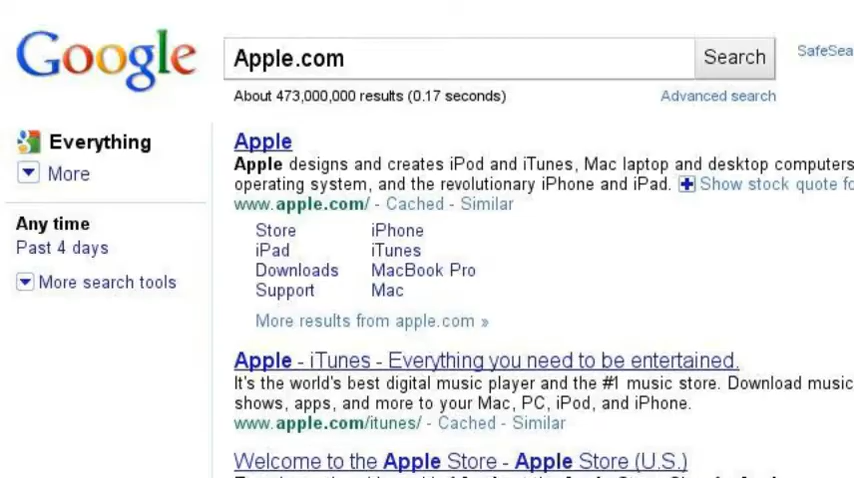 Google
Apple.com
Search
About 473,000,000 results (0.17 seconds)
Advanced search
Everything
More
Any time
Past 4 days
More search tools
Apple
Apple designs and creates iPod and iTunes, Mac laptop and desktop computers
operating system, and the revolutionary iPhone and iPad. Show stock quote
www.apple.com/ - Cached - Similar
Store iPhone
iPad iTunes
Downloads MacBook Pro
Support Mac
More results from apple.com »
Apple - iTunes - Everything you need to be entertained.
It's the world's best digital music player and the #1 music store. Download music
shows, apps, and more to your Mac, PC, iPod, and iPhone.
www.apple.com/itunes/ - Cached - Similar
Welcome to the Apple Store - Apple Store (U.S.)